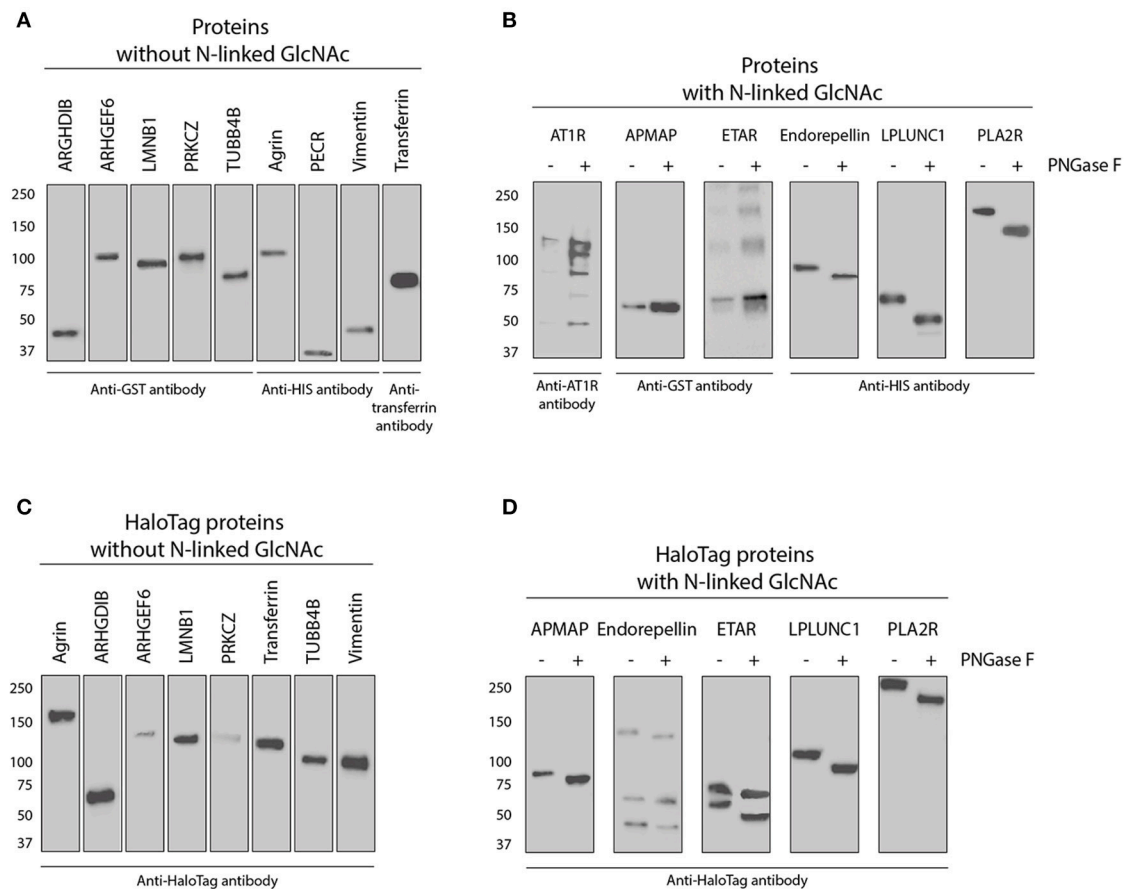 A
Proteins
without N-linked GlcNAc
ARGHDIB
ARHGEF6
LMNB1
PRKCZ
TUBB4B
Agrin
PECR
Vimentin
Transferrin
250
150
100
75
50
37
Anti-GST antibody
Anti-HIS antibody
Anti-
transferrin
antibody
B
Proteins
with N-linked GlcNAc
AT1R APMAP ETAR Endorepellin LPLUNC1 PLA2R
- + - + - + - + - + - + PNGase F
250
150
100
75
50
37
Anti-AT1R
antibody
Anti-GST antibody
Anti-HIS antibody
C
HaloTag proteins
without N-linked GlcNAc
Agrin
ARHGDIB
ARHGEF6
LMNB1
PRKCZ
Transferrin
TUBB4B
Vimentin
250
150
100
75
50
37
Anti-HaloTag antibody
D
HaloTag proteins
with N-linked GlcNAc
APMAP Endorepellin ETAR LPLUNC1 PLA2R
- + - + - + - + - + PNGase F
250
150
100
75
50
37
Anti-HaloTag antibody